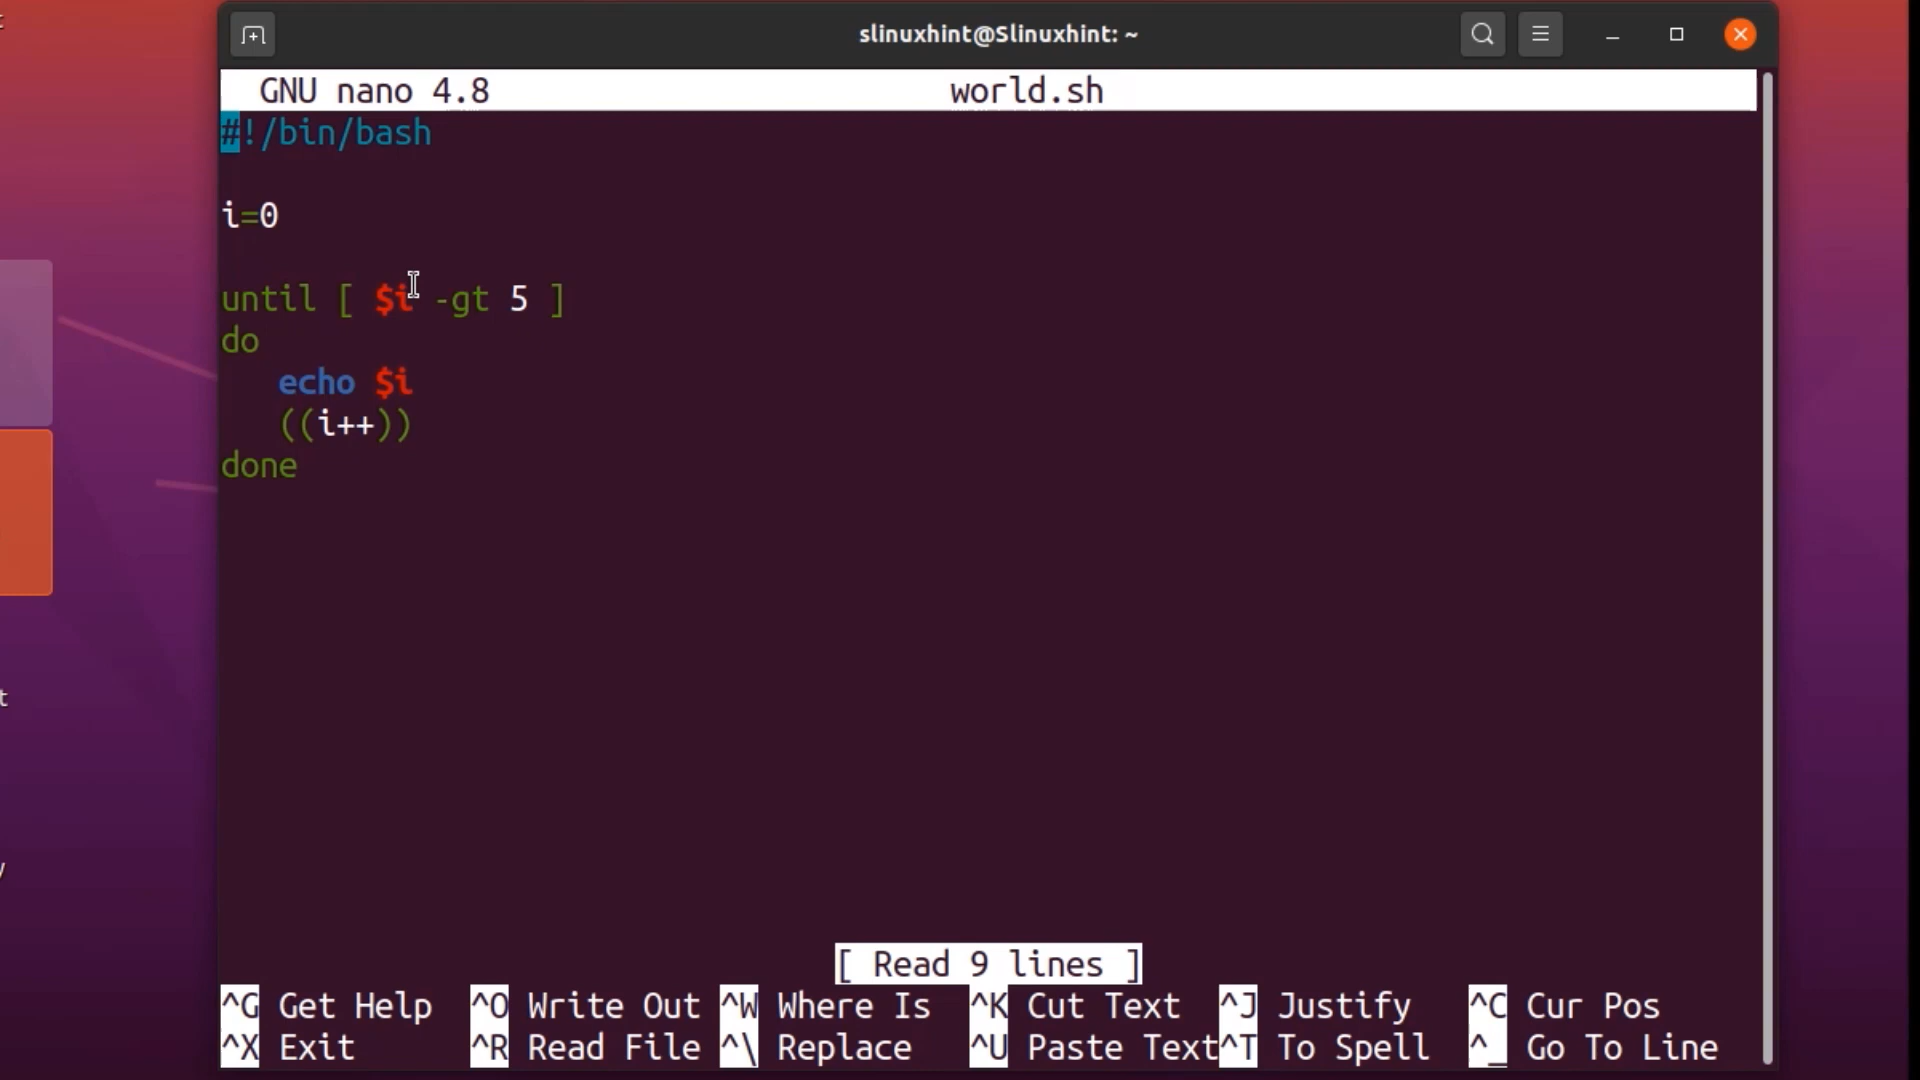 slinuxhint@Slinuxhint: ~
GNU nano 4.8 world.sh
#!/bin/bash
i=0
until [ $i -gt 5 ]
do
echo $i
((i++))
done
[ Read 9 lines ]
^G Get Help ^O Write Out ^W Where Is ^K Cut Text ^J Justify ^C Cur Pos
^X Exit ^R Read File ^\ Replace ^U Paste Text^T To Spell ^_ Go To Line